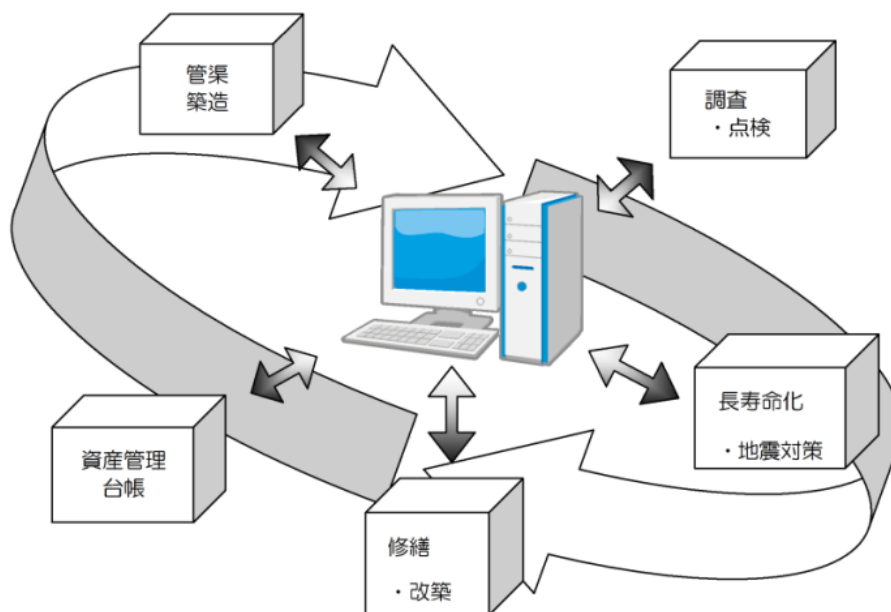 管渠
築造
調査
・点検
長寿命化
・地震対策
資産管理
台帳
修繕
・改築